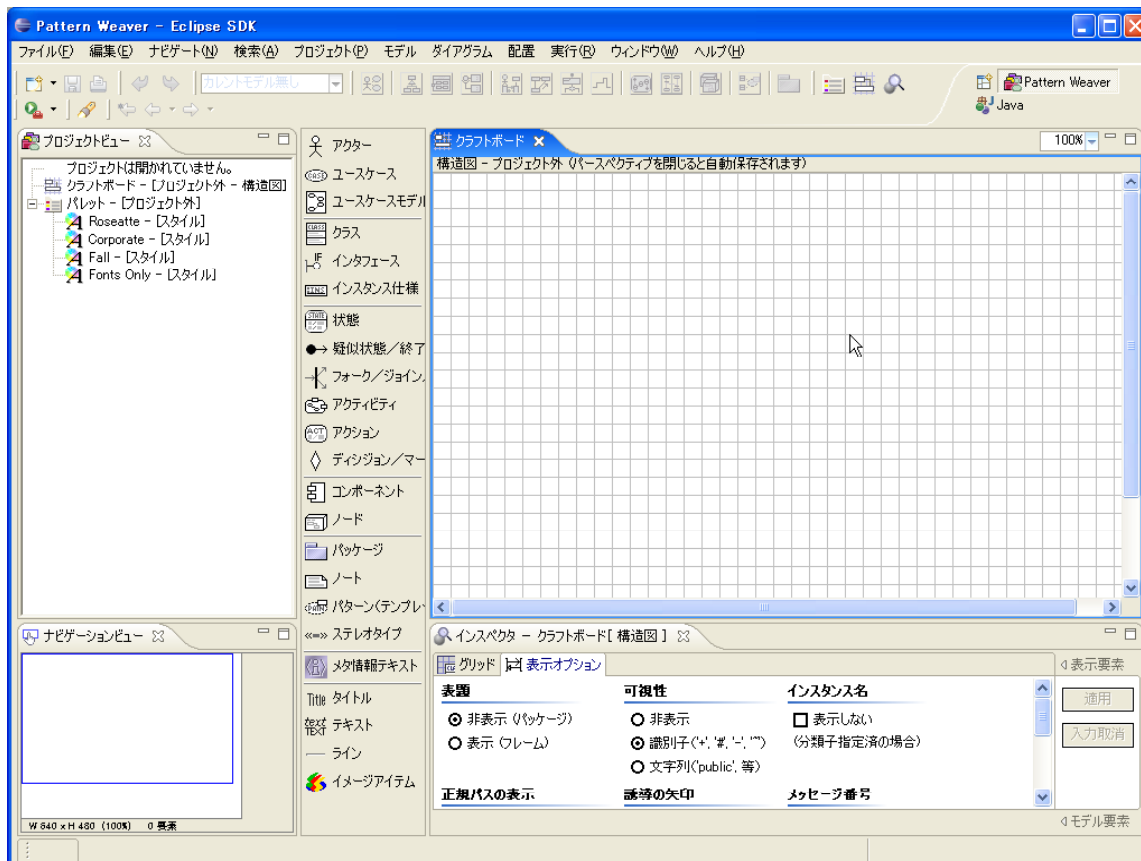 Pattern Weaver - Eclipse SDK
ファイル(F) 編集(E) ナビゲート(N) 検索(A) プロジェクト(P) モデル ダイアグラム 配置 実行(R) ウィンドウ(W) ヘルプ(H)
カレントモデル無し
Pattern Weaver
Java
プロジェクトビュー
プロジェクトは開かれていません。
クラフトボード - [プロジェクト外 - 構造図]
パレット - [プロジェクト外]
Roseatte - [スタイル]
Corporate - [スタイル]
Fall - [スタイル]
Fonts Only - [スタイル]
アクター
ユースケース
ユースケースモデル
クラス
インタフェース
インスタンス仕様
状態
疑似状態／終了
フォーク／ジョイン
アクティビティ
アクション
ディシジョン／マー
コンポーネント
ノード
パッケージ
ノート
パターン(テンプレ
«=» ステレオタイプ
メタ情報テキスト
Title タイトル
text TEXT テキスト
ライン
イメージアイテム
クラフトボード
100%
構造図 - プロジェクト外 (パースペクティブを閉じると自動保存されます)
ナビゲーションビュー
W 640 x H 480 (100%) 0 要素
インスペクタ - クラフトボード[ 構造図 ]
グリッド 表示オプション
表示要素
表題 可視性 インスタンス名
非表示 (パッケージ) 非表示 表示しない
表示 (フレーム) 識別子('+', '#', '-', '~') (分類子指定済の場合)
文字列('public', 等)
正規パスの表示 誘導の矢印 メッセージ番号
適用
入力取消
モデル要素